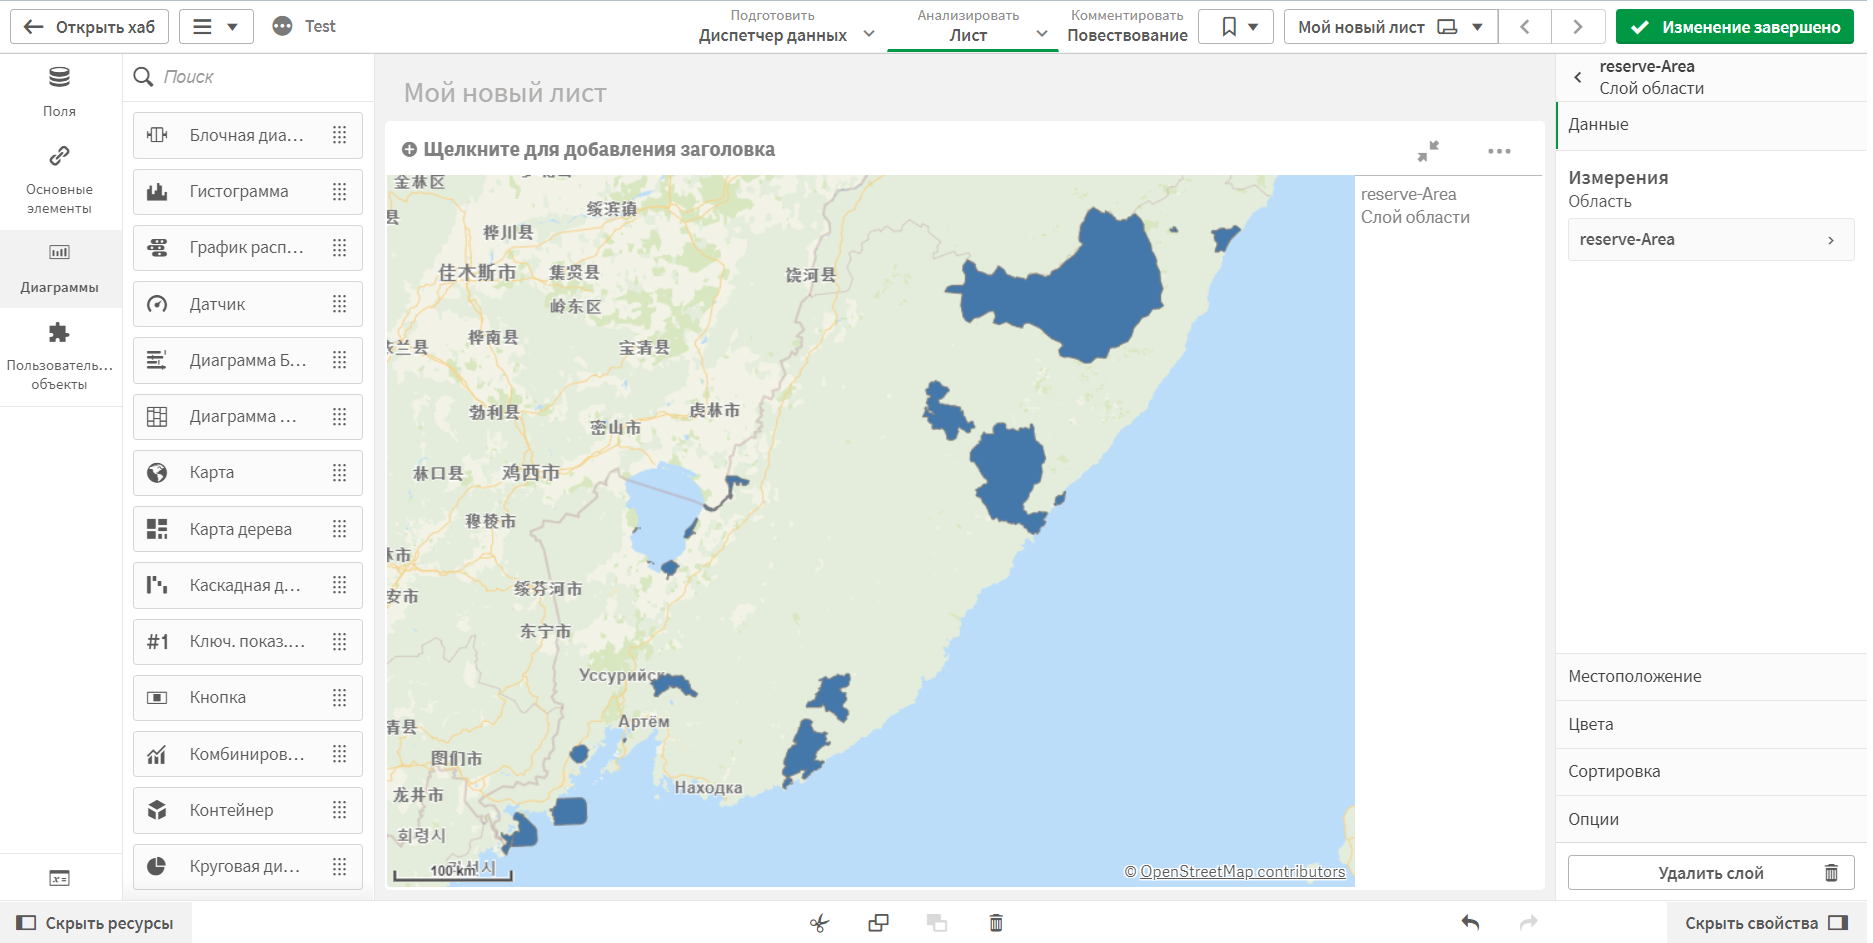 Открыть хаб
Test
Подготовить
Диспетчер данных
Анализировать
Лист
Комментировать
Повествование
Мой новый лист
Изменение завершено
Поля
Основные
элементы
Диаграммы
Пользователь...
объекты
Поиск
Блочная диа...
Гистограмма
График расп...
Датчик
Диаграмма Б...
Диаграмма ...
Карта
Карта дерева
Каскадная д...
#1 Ключ. показ....
Кнопка
Комбиниров...
Контейнер
Круговая ди...
Мой новый лист
Щелкните для добавления заголовка
金林区
县
绥滨镇
桦川县
佳木斯市
集贤县
饶河县
岭东区
桦南县
兰县
宝清县
勃利县
虎林市
密山市
林口县
鸡西市
穆棱市
市
绥芬河市
安市
东宁市
Уссурийск
Артём
青县
图们市
Находка
龙井市
회령시
100 km
© OpenStreetMap contributors
reserve-Area
Слой области
reserve-Area
Слой области
Данные
Измерения
Область
reserve-Area
Местоположение
Цвета
Сортировка
Опции
Удалить слой
x=
Скрыть ресурсы
Скрыть свойства